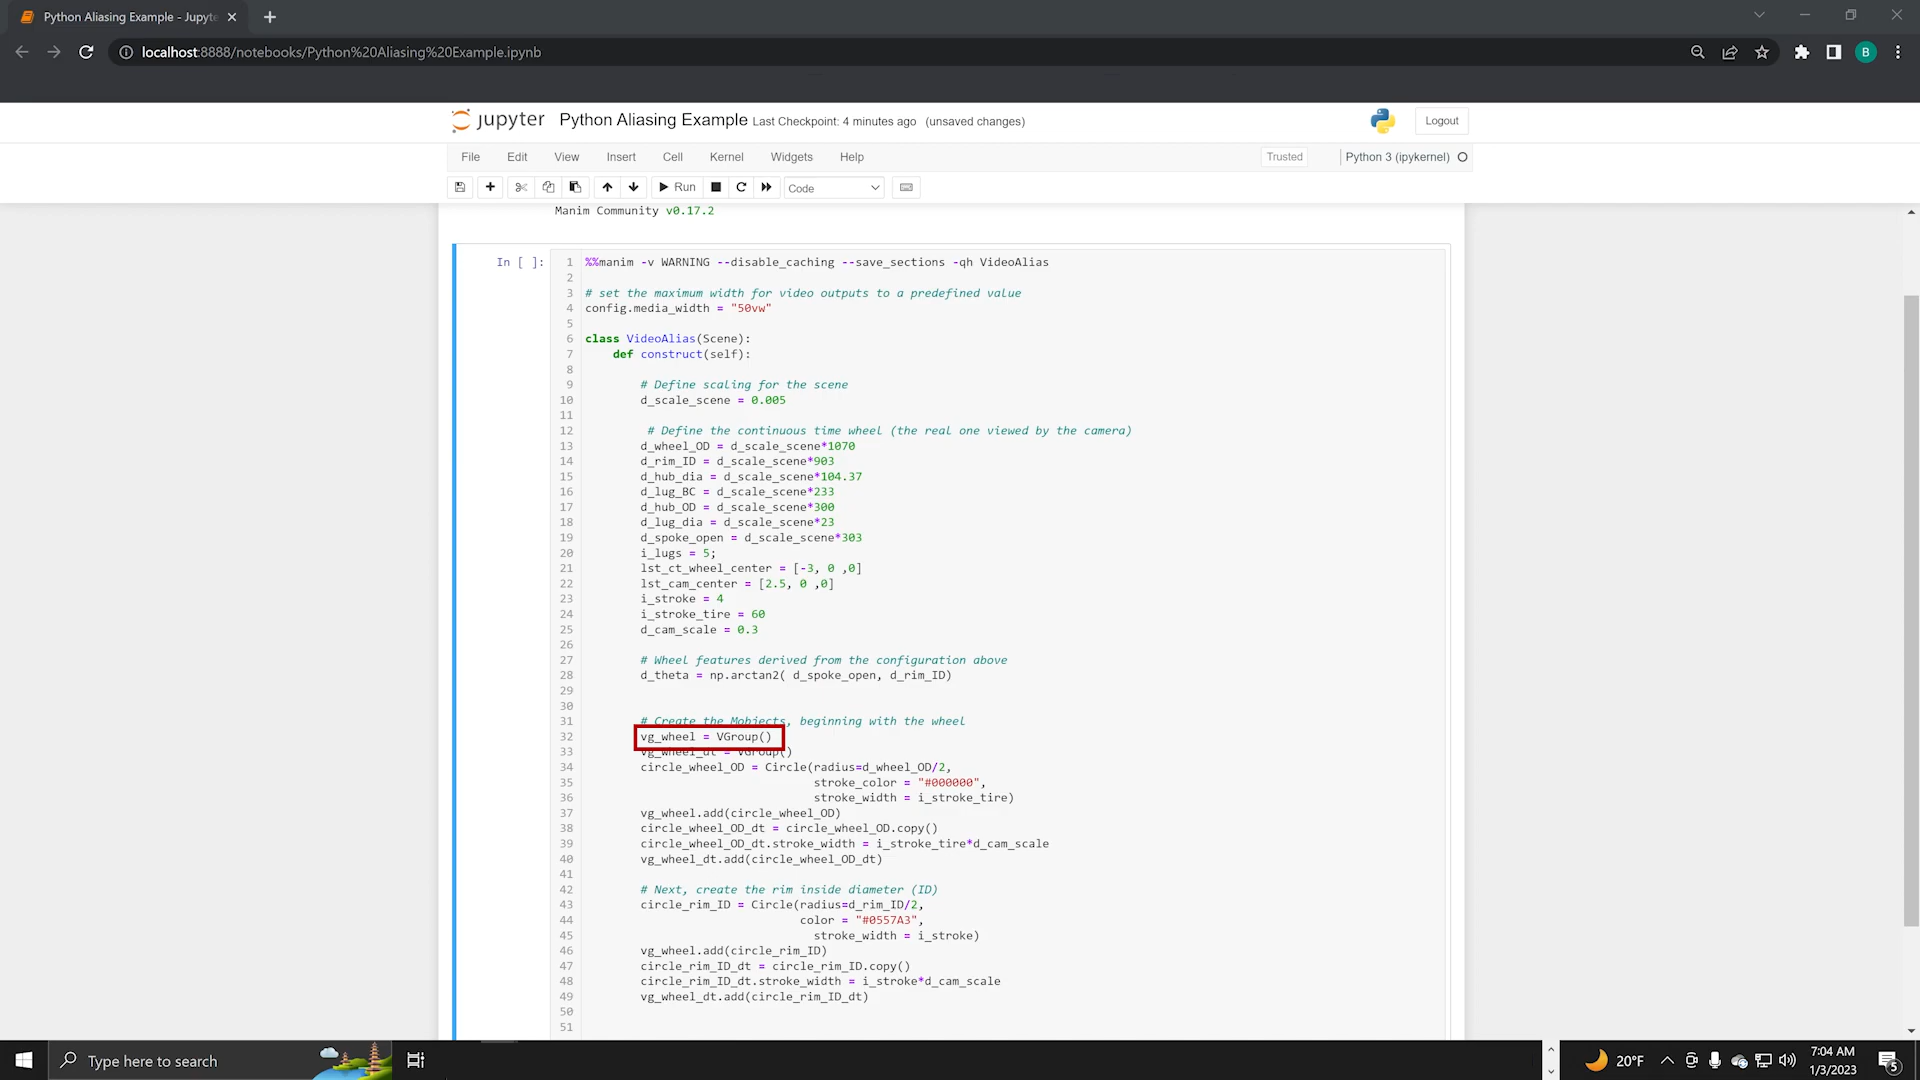 Python Aliasing Example - Jupyte
localhost:8888/notebooks/Python%20Aliasing%20Example.ipynb
B
jupyter Python Aliasing Example Last Checkpoint: 4 minutes ago (unsaved changes)
Logout
File Edit View Insert Cell Kernel Widgets Help
Trusted
Python 3 (ipykernel)
Run
Code
Manim Community v0.17.2
In [ ]:
1 %%manim -v WARNING --disable_caching --save_sections -qh VideoAlias
2
3 # set the maximum width for video outputs to a predefined value
4 config.media_width = "50vw"
5
6 class VideoAlias(Scene):
7 def construct(self):
8
9 # Define scaling for the scene
10 d_scale_scene = 0.005
11
12 # Define the continuous time wheel (the real one viewed by the camera)
13 d_wheel_OD = d_scale_scene*1070
14 d_rim_ID = d_scale_scene*903
15 d_hub_dia = d_scale_scene*104.37
16 d_lug_BC = d_scale_scene*233
17 d_hub_OD = d_scale_scene*300
18 d_lug_dia = d_scale_scene*23
19 d_spoke_open = d_scale_scene*303
20 i_lugs = 5;
21 lst_ct_wheel_center = [-3, 0 ,0]
22 lst_cam_center = [2.5, 0 ,0]
23 i_stroke = 4
24 i_stroke_tire = 60
25 d_cam_scale = 0.3
26
27 # Wheel features derived from the configuration above
28 d_theta = np.arctan2( d_spoke_open, d_rim_ID)
29
30
31 # Create the Mobjects, beginning with the wheel
32 vg_wheel = VGroup()
33 vg_wheel_dt = VGroup()
34 circle_wheel_OD = Circle(radius=d_wheel_OD/2,
35 stroke_color = "#000000",
36 stroke_width = i_stroke_tire)
37 vg_wheel.add(circle_wheel_OD)
38 circle_wheel_OD_dt = circle_wheel_OD.copy()
39 circle_wheel_OD_dt.stroke_width = i_stroke_tire*d_cam_scale
40 vg_wheel_dt.add(circle_wheel_OD_dt)
41
42 # Next, create the rim inside diameter (ID)
43 circle_rim_ID = Circle(radius=d_rim_ID/2,
44 color = "#0557A3",
45 stroke_width = i_stroke)
46 vg_wheel.add(circle_rim_ID)
47 circle_rim_ID_dt = circle_rim_ID.copy()
48 circle_rim_ID_dt.stroke_width = i_stroke*d_cam_scale
49 vg_wheel_dt.add(circle_rim_ID_dt)
50
51
Type here to search
20°F
7:04 AM
1/3/2023
5